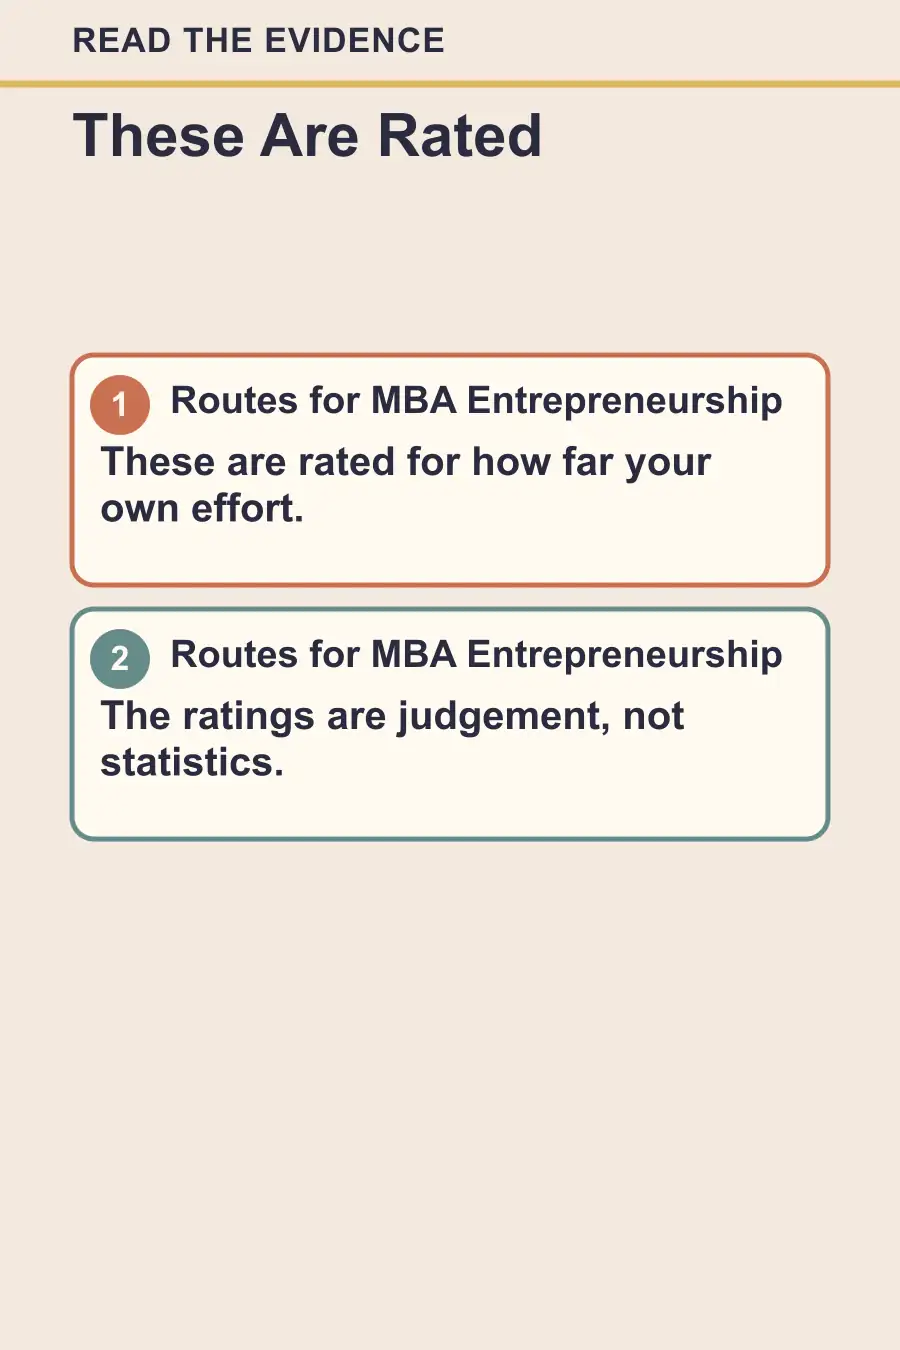 READ THE EVIDENCE
These Are Rated
1 Routes for MBA Entrepreneurship
These are rated for how far your
own effort.
2 Routes for MBA Entrepreneurship
The ratings are judgement, not
statistics.